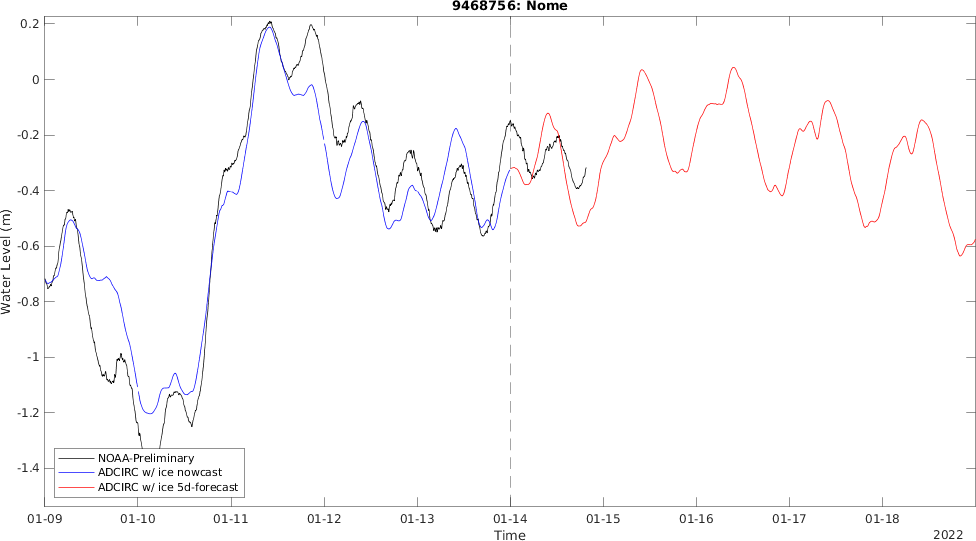 9468756: Nome
Water Level (m)
0.2
0
-0.2
-0.4
-0.6
-0.8
-1
-1.2
-1.4
NOAA-Preliminary
ADCIRC w/ ice nowcast
ADCIRC w/ ice 5d-forecast
01-09 01-10 01-11 01-12 01-13 01-14 01-15 01-16 01-17 01-18
Time
2022